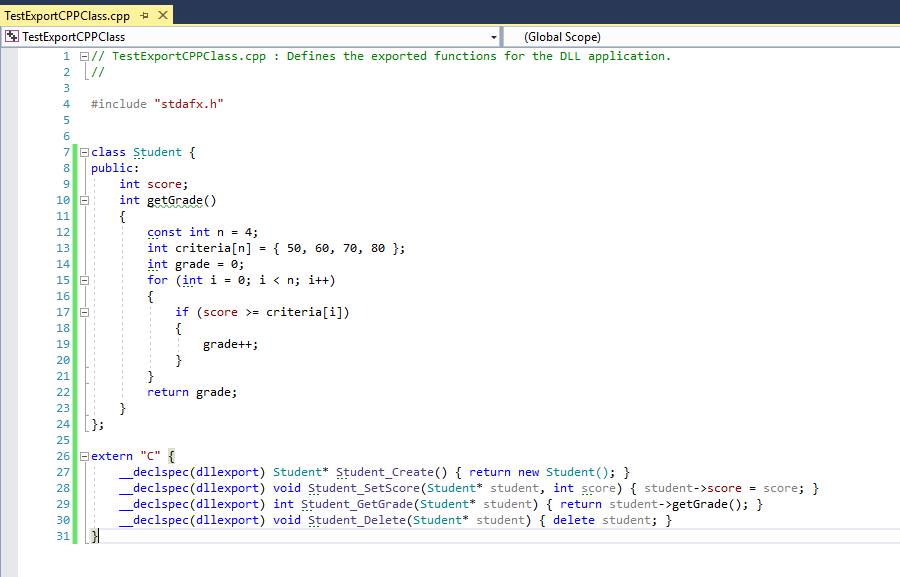 TestExportCPPClass.cpp
TestExportCPPClass (Global Scope)
1 // TestExportCPPClass.cpp : Defines the exported functions for the DLL application.
2 //
3
4 #include "stdafx.h"
5
6
7 class Student {
8 public:
9     int score;
10     int getGrade()
11     {
12         const int n = 4;
13         int criteria[n] = { 50, 60, 70, 80 };
14         int grade = 0;
15         for (int i = 0; i < n; i++)
16         {
17             if (score >= criteria[i])
18             {
19                 grade++;
20             }
21         }
22         return grade;
23     }
24 };
25
26 extern "C" {
27     __declspec(dllexport) Student* Student_Create() { return new Student(); }
28     __declspec(dllexport) void Student_SetScore(Student* student, int score) { student->score = score; }
29     __declspec(dllexport) int Student_GetGrade(Student* student) { return student->getGrade(); }
30     __declspec(dllexport) void Student_Delete(Student* student) { delete student; }
31 }